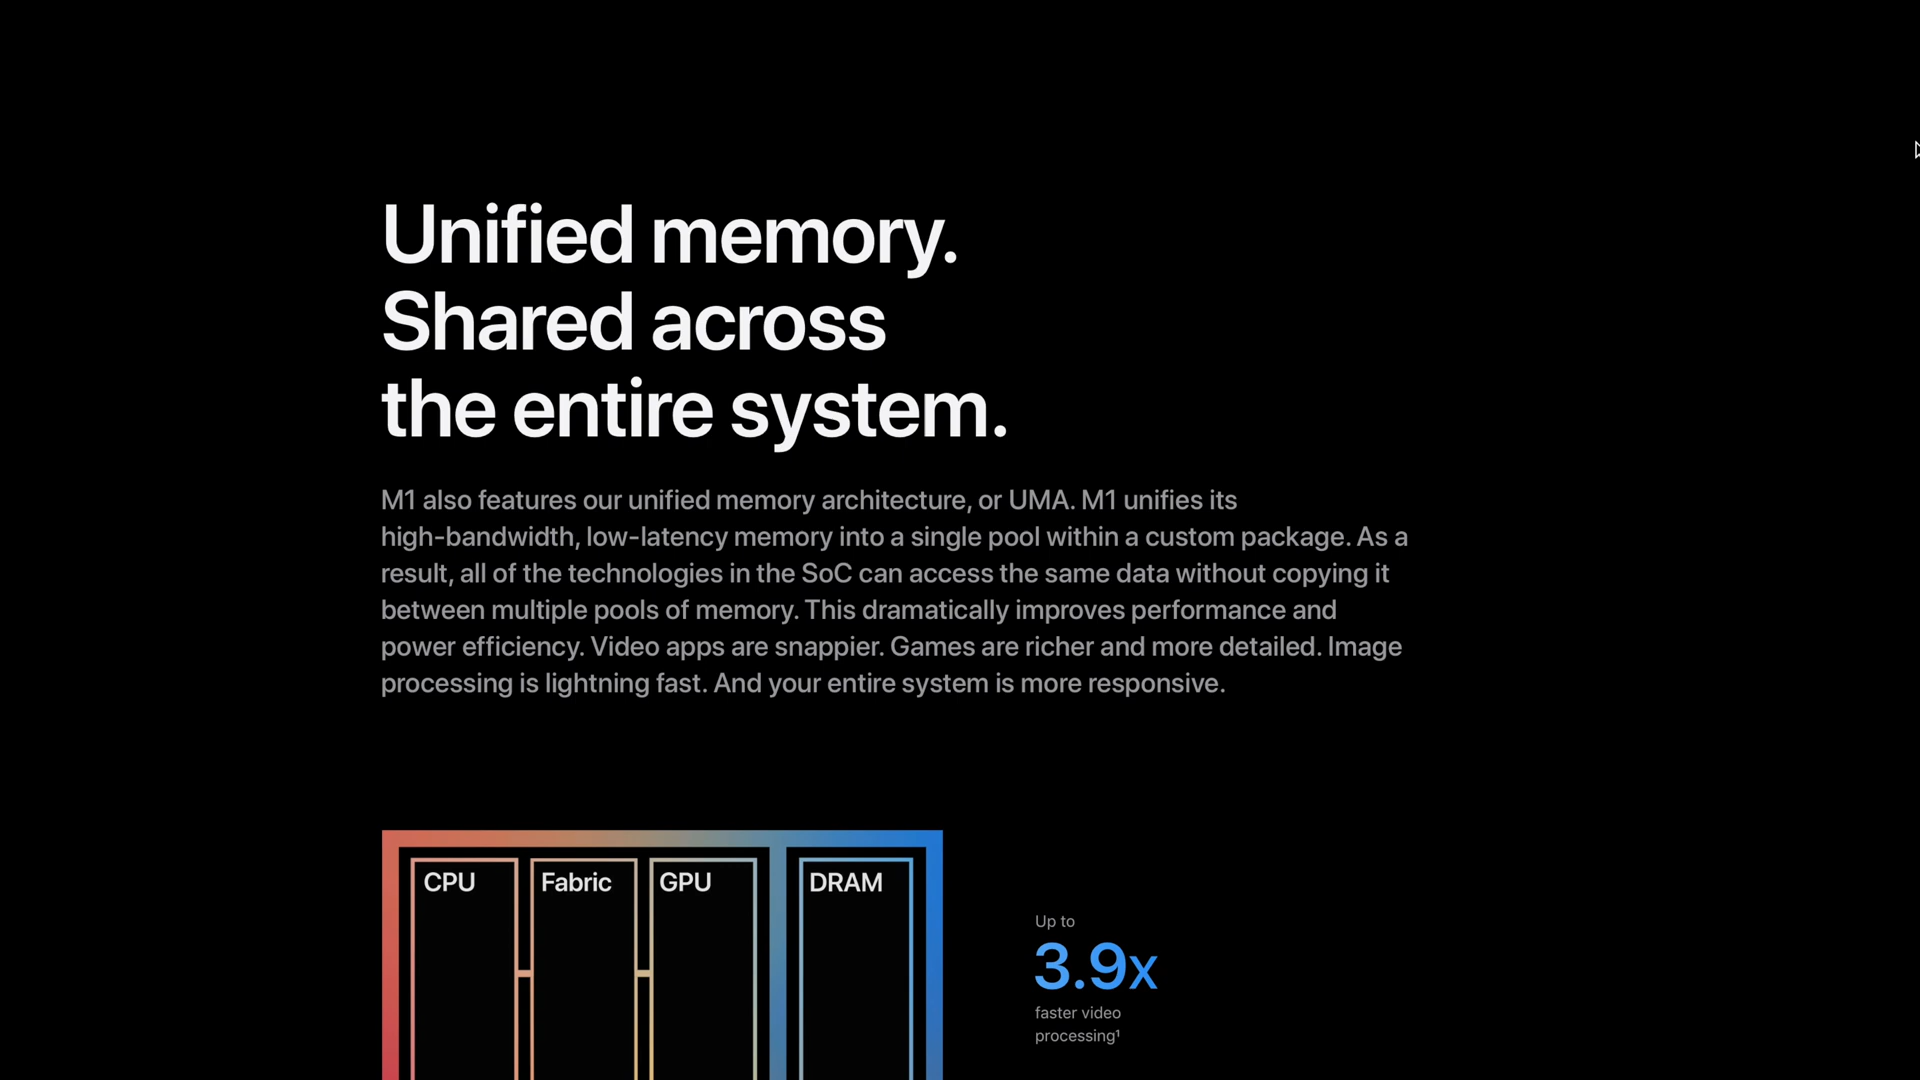 Unified memory.
Shared across
the entire system.
M1 also features our unified memory architecture, or UMA. M1 unifies its
high-bandwidth, low-latency memory into a single pool within a custom package. As a
result, all of the technologies in the SoC can access the same data without copying it
between multiple pools of memory. This dramatically improves performance and
power efficiency. Video apps are snappier. Games are richer and more detailed. Image
processing is lightning fast. And your entire system is more responsive.
CPU
Fabric
GPU
DRAM
Up to
3.9x
faster video
processing¹